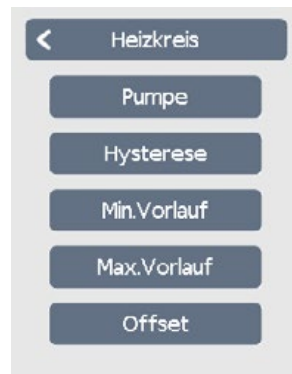 Heizkreis
Pumpe
Hysterese
Min.Vorlauf
Max.Vorlauf
Offset